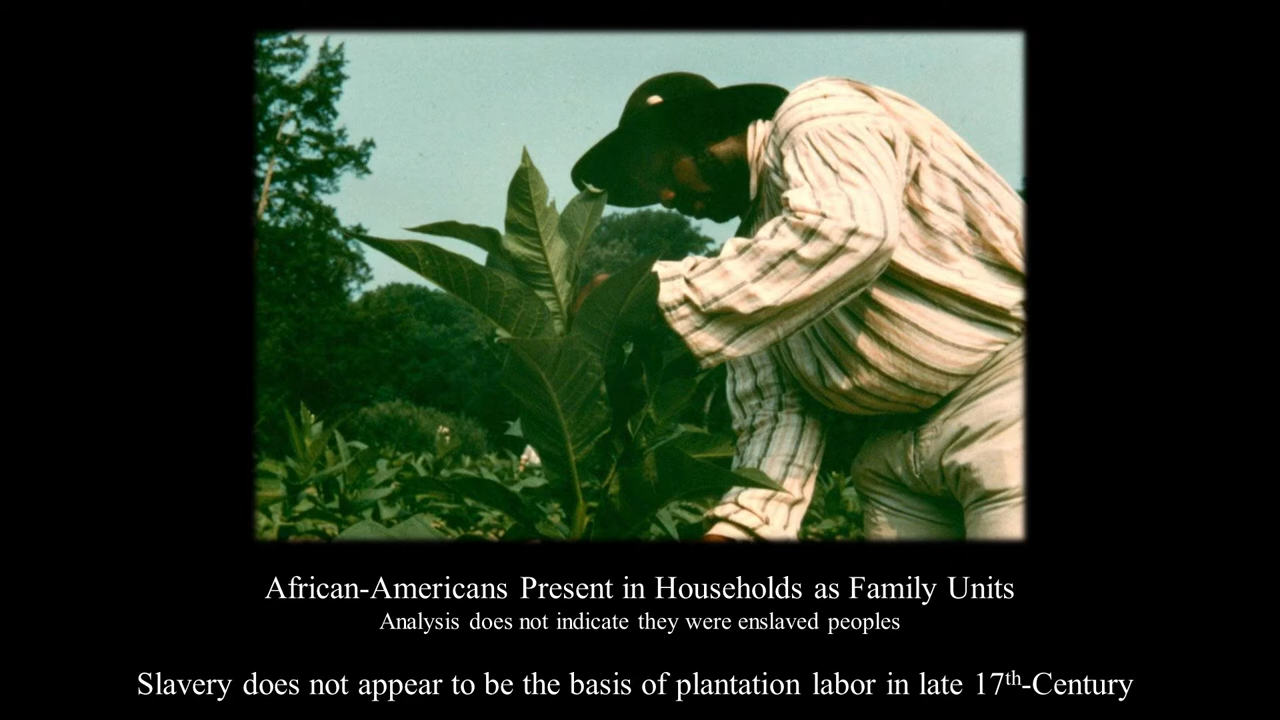 African-Americans Present in Households as Family Units
Analysis does not indicate they were enslaved peoples
Slavery does not appear to be the basis of plantation labor in late 17th-Century